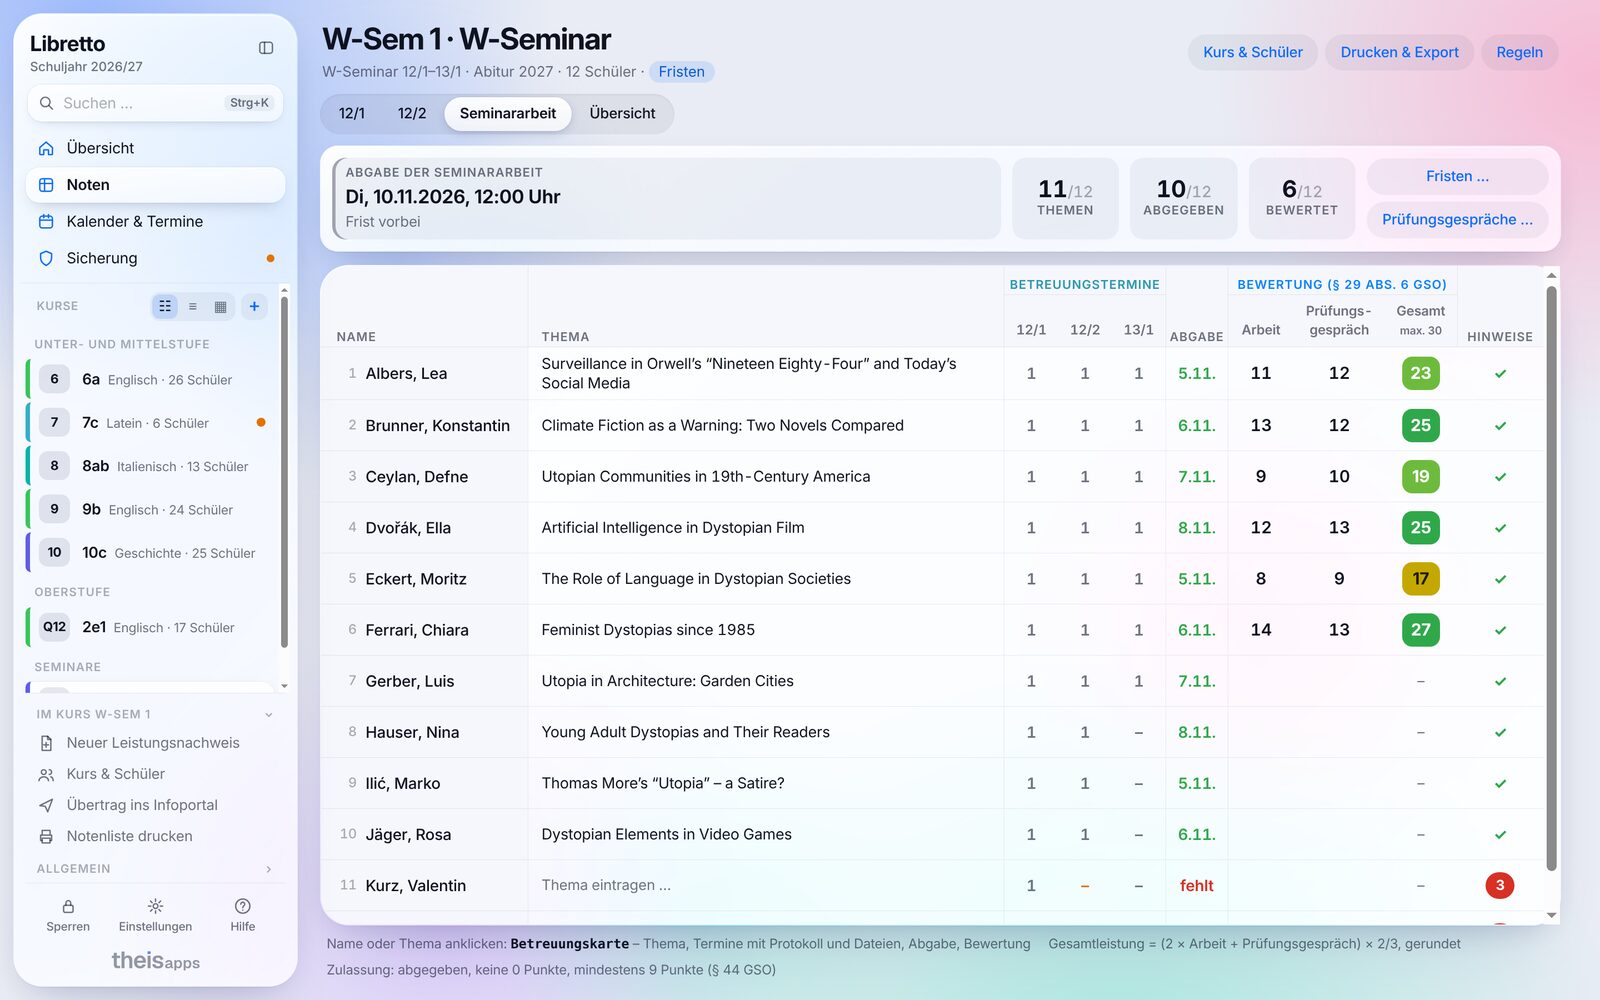 Libretto
Schuljahr 2026/27
Suchen ... Strg+K
Übersicht
Noten
Kalender & Termine
Sicherung
KURSE
UNTER- UND MITTELSTUFE
6 6a Englisch · 26 Schüler
7 7c Latein · 6 Schüler
8 8ab Italienisch · 13 Schüler
9 9b Englisch · 24 Schüler
10 10c Geschichte · 25 Schüler
OBERSTUFE
Q12 2e1 Englisch · 17 Schüler
SEMINARE
IM KURS W-SEM 1
Neuer Leistungsnachweis
Kurs & Schüler
Übertrag ins Infoportal
Notenliste drucken
ALLGEMEIN
Sperren Einstellungen Hilfe
theisapps
W-Sem 1 · W-Seminar
W-Seminar 12/1–13/1 · Abitur 2027 · 12 Schüler · Fristen
Kurs & Schüler Drucken & Export Regeln
12/1 12/2 Seminararbeit Übersicht
ABGABE DER SEMINARARBEIT
Di, 10.11.2026, 12:00 Uhr
Frist vorbei
11/12 THEMEN
10/12 ABGEGEBEN
6/12 BEWERTET
Fristen ...
Prüfungsgespräche ...
BETREUUNGSTERMINE BEWERTUNG (§ 29 ABS. 6 GSO)
NAME THEMA 12/1 12/2 13/1 ABGABE Arbeit Prüfungs-gespräch Gesamt max. 30 HINWEISE
1 Albers, Lea Surveillance in Orwell’s “Nineteen Eighty-Four” and Today’s
Social Media 1 1 1 5.11. 11 12 23 ✓
2 Brunner, Konstantin Climate Fiction as a Warning: Two Novels Compared 1 1 1 6.11. 13 12 25 ✓
3 Ceylan, Defne Utopian Communities in 19th-Century America 1 1 1 7.11. 9 10 19 ✓
4 Dvořák, Ella Artificial Intelligence in Dystopian Film 1 1 1 8.11. 12 13 25 ✓
5 Eckert, Moritz The Role of Language in Dystopian Societies 1 1 1 5.11. 8 9 17 ✓
6 Ferrari, Chiara Feminist Dystopias since 1985 1 1 1 6.11. 14 13 27 ✓
7 Gerber, Luis Utopia in Architecture: Garden Cities 1 1 1 7.11. – ✓
8 Hauser, Nina Young Adult Dystopias and Their Readers 1 1 – 8.11. – ✓
9 Ilić, Marko Thomas More’s “Utopia” – a Satire? 1 1 – 5.11. – ✓
10 Jäger, Rosa Dystopian Elements in Video Games 1 1 – 6.11. – ✓
11 Kurz, Valentin Thema eintragen ... 1 – – fehlt – 3
Name oder Thema anklicken: Betreuungskarte – Thema, Termine mit Protokoll und Dateien, Abgabe, Bewertung Gesamtleistung = (2 × Arbeit + Prüfungsgespräch) × 2/3, gerundet
Zulassung: abgegeben, keine 0 Punkte, mindestens 9 Punkte (§ 44 GSO)